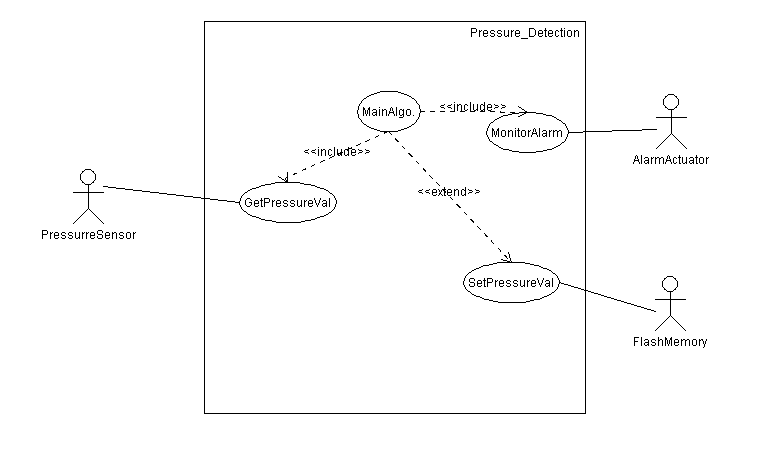 Pressure_Detection
MainAlgo.
<<include>>
MonitorAlarm
AlarmActuator
<<include>>
<<extend>>
GetPressureVal
PressurreSensor
SetPressureVal
FlashMemory